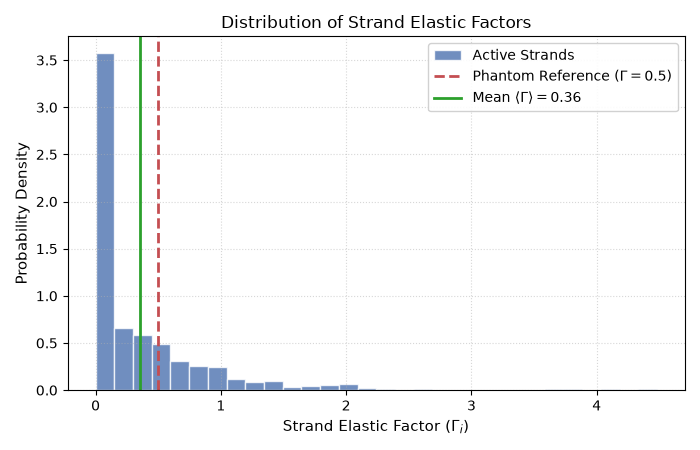 Distribution of Strand Elastic Factors
Active Strands
Phantom Reference (Γ = 0.5)
Mean ⟨Γ⟩ = 0.36
Probability Density
3.5
3.0
2.5
2.0
1.5
1.0
0.5
0.0
0 1 2 3 4
Strand Elastic Factor (Γᵢ)